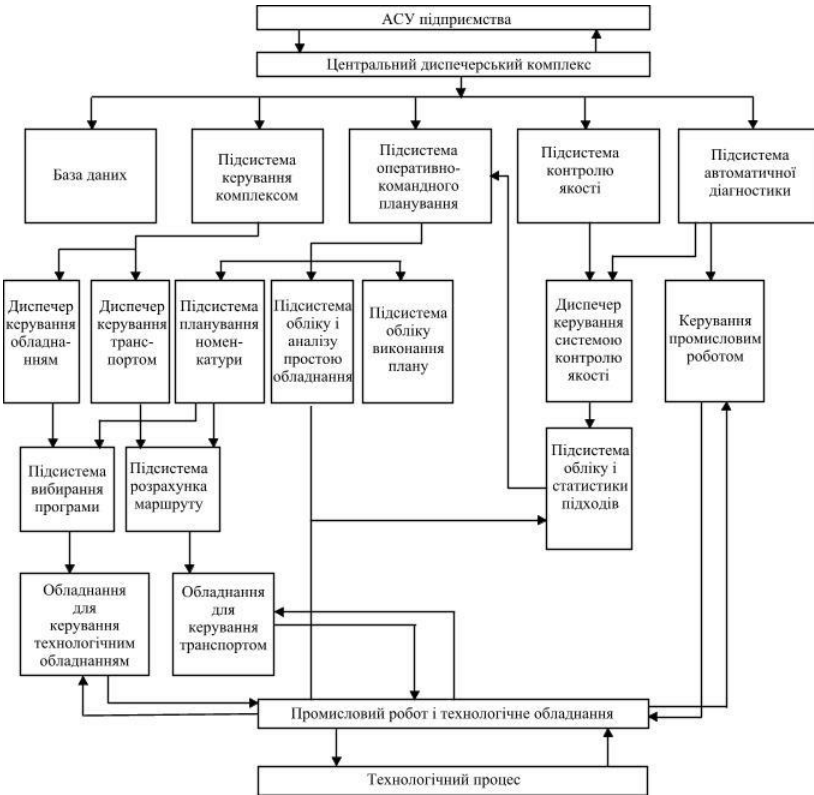 АСУ підприємства
Центральний диспечерський комплекс
База даних
Підсистема
керування
комплексом
Підсистема
оперативно-
командного
планування
Підсистема
контролю
якості
Підсистема
автоматичної
діагностики
Диспечер
керування
обладна-
нням
Диспечер
керування
транс-
портом
Підсистема
планування
номен-
катури
Підсистема
обліку і
аналізу
простою
обладнання
Підсистема
обліку
виконання
плану
Диспечер
керування
системою
контролю
якості
Керування
промисловим
роботом
Підсистема
вибирання
програми
Підсистема
розрахунка
маршруту
Підсистема
обліку і
статистики
підходів
Обладнання
для
керування
технологічним
обладнанням
Обладнання
для
керування
транспортом
Промисловий робот і технологічне обладнання
Технологічний процес